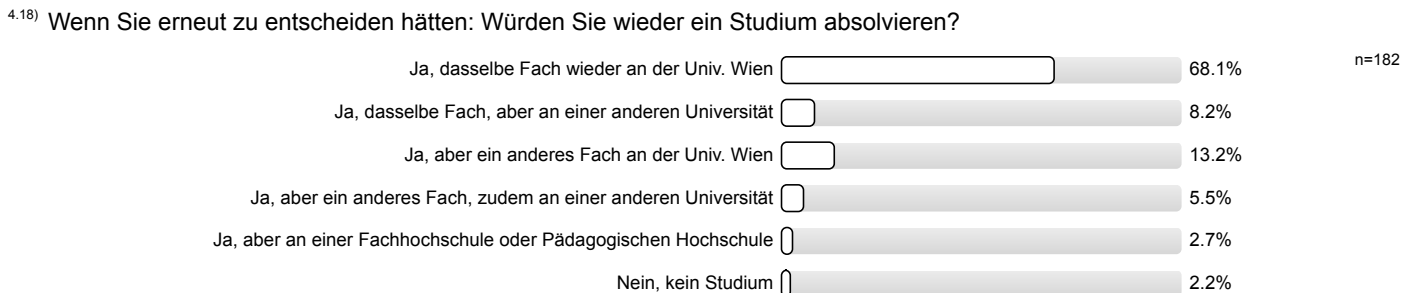 4.18) Wenn Sie erneut zu entscheiden hätten: Würden Sie wieder ein Studium absolvieren?
Ja, dasselbe Fach wieder an der Univ. Wien 68.1% n=182
Ja, dasselbe Fach, aber an einer anderen Universität 8.2%
Ja, aber ein anderes Fach an der Univ. Wien 13.2%
Ja, aber ein anderes Fach, zudem an einer anderen Universität 5.5%
Ja, aber an einer Fachhochschule oder Pädagogischen Hochschule 2.7%
Nein, kein Studium 2.2%